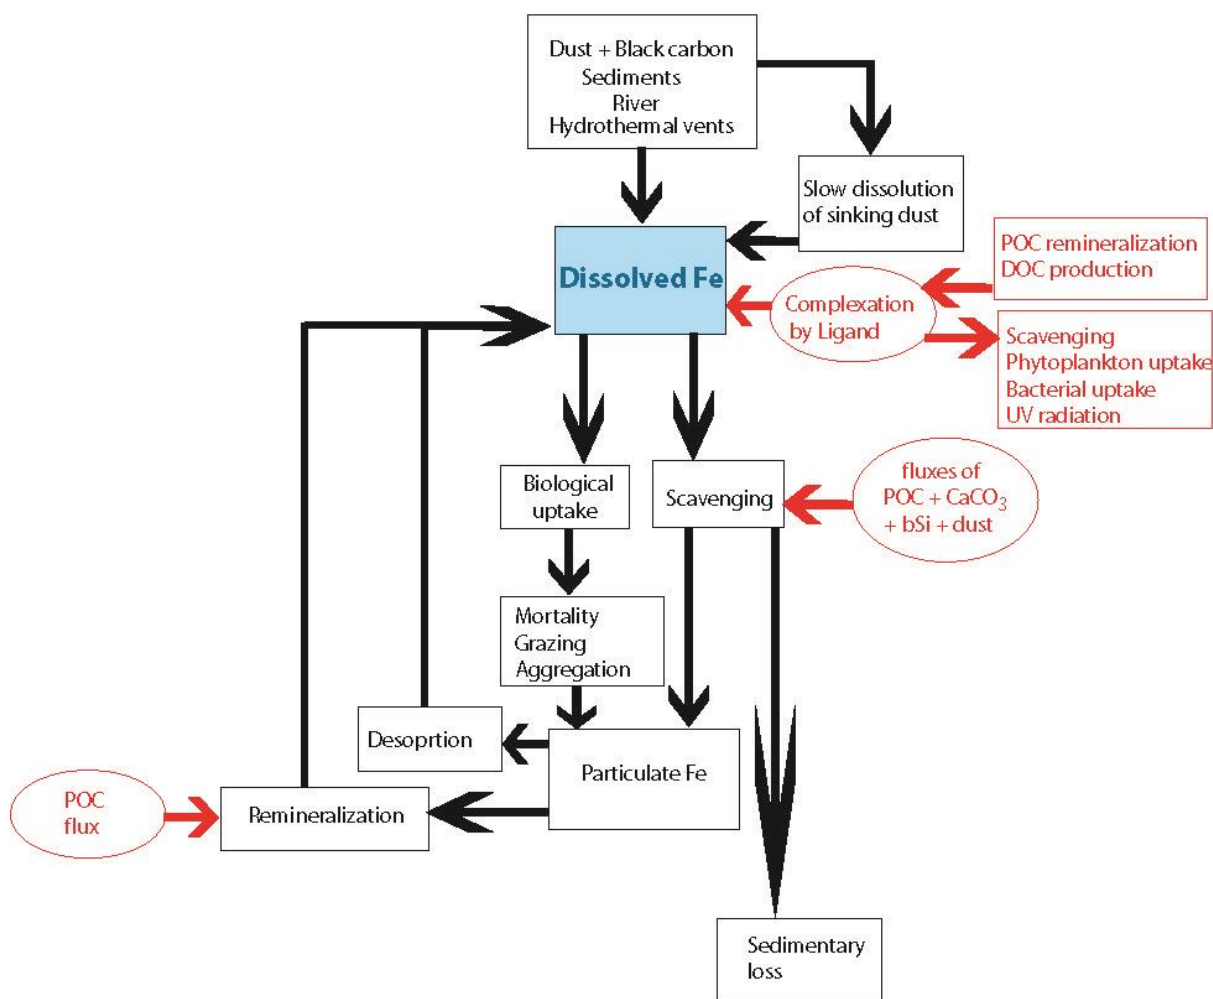 Dust + Black carbon
Sediments
River
Hydrothermal vents
Slow dissolution
of sinking dust
Dissolved Fe
POC remineralization
DOC production
Complexation
by Ligand
Scavenging
Phytoplankton uptake
Bacterial uptake
UV radiation
Biological
uptake
Scavenging
fluxes of
POC + CaCO₃
+ bSi + dust
Mortality
Grazing
Aggregation
Desoprtion
Particulate Fe
POC
flux
Remineralization
Sedimentary
loss